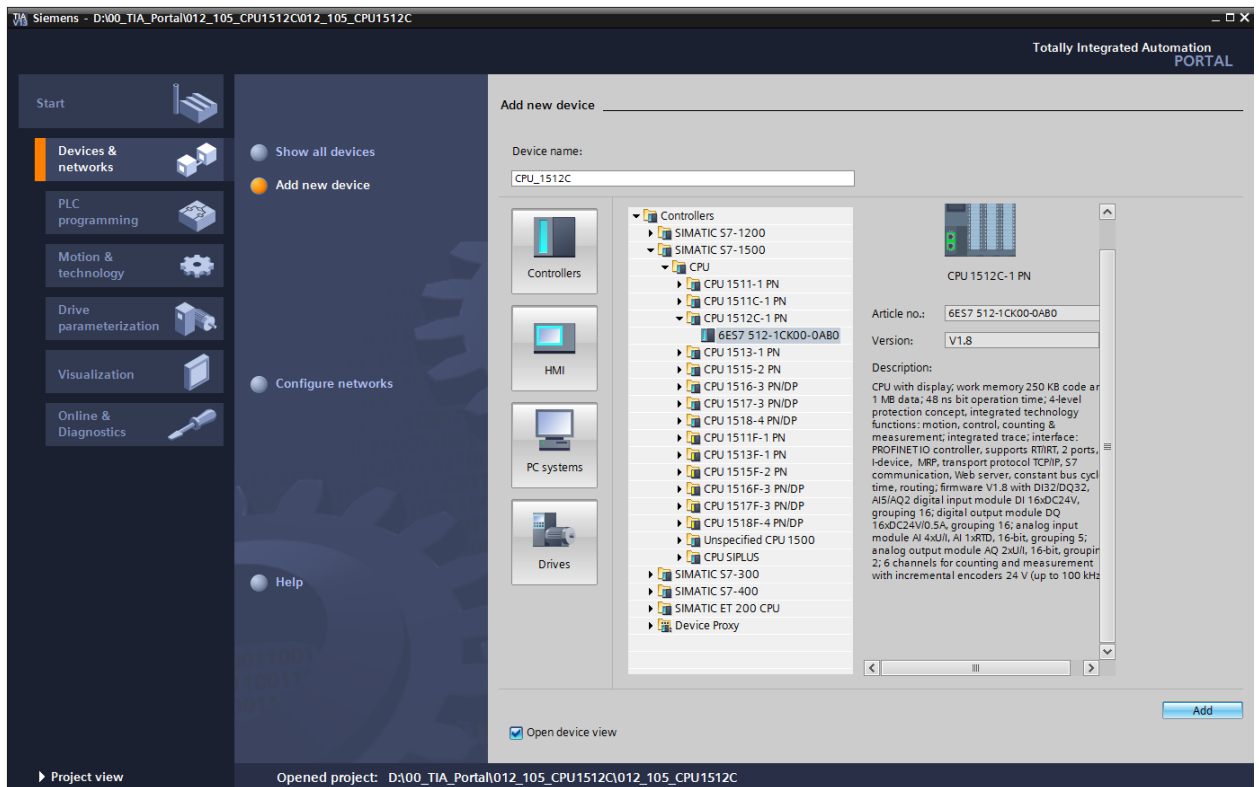 Siemens - D:\00_TIA_Portal\012_105_CPU1512C\012_105_CPU1512C
Totally Integrated Automation
PORTAL
Start
Devices &
networks
PLC
programming
Motion &
technology
Drive
parameterization
Visualization
Online &
Diagnostics
Show all devices
Add new device
Configure networks
Help
Add new device
Device name:
CPU_1512C
Controllers
HMI
PC systems
Drives
Controllers
SIMATIC S7-1200
SIMATIC S7-1500
CPU
CPU 1511-1 PN
CPU 1511C-1 PN
CPU 1512C-1 PN
6ES7 512-1CK00-0AB0
CPU 1513-1 PN
CPU 1515-2 PN
CPU 1516-3 PN/DP
CPU 1517-3 PN/DP
CPU 1518-4 PN/DP
CPU 1511F-1 PN
CPU 1513F-1 PN
CPU 1515F-2 PN
CPU 1516F-3 PN/DP
CPU 1517F-3 PN/DP
CPU 1518F-4 PN/DP
Unspecified CPU 1500
CPU SIPLUS
SIMATIC S7-300
SIMATIC S7-400
SIMATIC ET 200 CPU
Device Proxy
CPU 1512C-1 PN
Article no.: 6ES7 512-1CK00-0AB0
Version: V1.8
Description:
CPU with display; work memory 250 KB code ar
1 MB data; 48 ns bit operation time; 4-level
protection concept, integrated technology
functions: motion, control, counting &
measurement; integrated trace; interface:
PROFINET IO controller, supports RT/IRT, 2 ports,
I-device, MRP, transport protocol TCP/IP, S7
communication, Web server, constant bus cycl
time, routing; firmware V1.8 with DI32/DQ32,
AI5/AQ2 digital input module DI 16xDC24V,
grouping 16; digital output module DQ
16xDC24V/0.5A, grouping 16; analog input
module AI 4xU/I, AI 1xRTD, 16-bit, grouping 5;
analog output module AQ 2xU/I, 16-bit, groupin
2; 6 channels for counting and measurement
with incremental encoders 24 V (up to 100 kHz
Add
Open device view
Project view
Opened project: D:\00_TIA_Portal\012_105_CPU1512C\012_105_CPU1512C